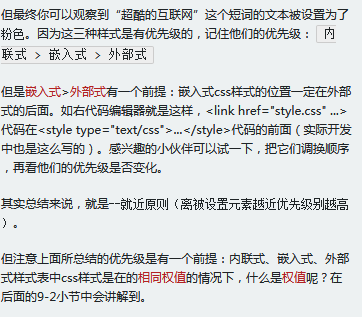 但最终你可以观察到“超酷的互联网”这个短词的文本被设置为了
粉色。因为这三种样式是有优先级的，记住他们的优先级： 内
联式 > 嵌入式 > 外部式
但是嵌入式>外部式有一个前提：嵌入式css样式的位置一定在外部
式的后面。如右代码编辑器就是这样，<link href="style.css" ...>
代码在<style type="text/css">...</style>代码的前面（实际开发
中也是这么写的）。感兴趣的小伙伴可以试一下，把它们调换顺序
，再看他们的优先级是否变化。
其实总结来说，就是--就近原则（离被设置元素越近优先级别越高
）。
但注意上面所总结的优先级是有一个前提：内联式、嵌入式、外部
式样式表中css样式是在的相同权值的情况下，什么是权值呢？在
后面的9-2小节中会讲解到。